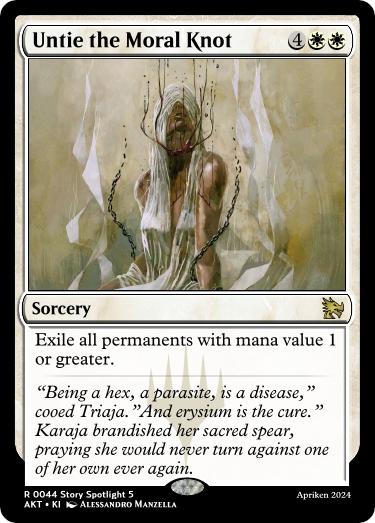 Untie the Moral Knot 4
Sorcery
Exile all permanents with mana value 1
or greater.
“Being a hex, a parasite, is a disease,”
cooed Triaja.”And erysium is the cure.”
Karaja brandished her sacred spear,
praying she would never turn against one
of her own ever again.
R 0044 Story Spotlight 5
AKT • KI Alessandro Manzella
Apriken 2024